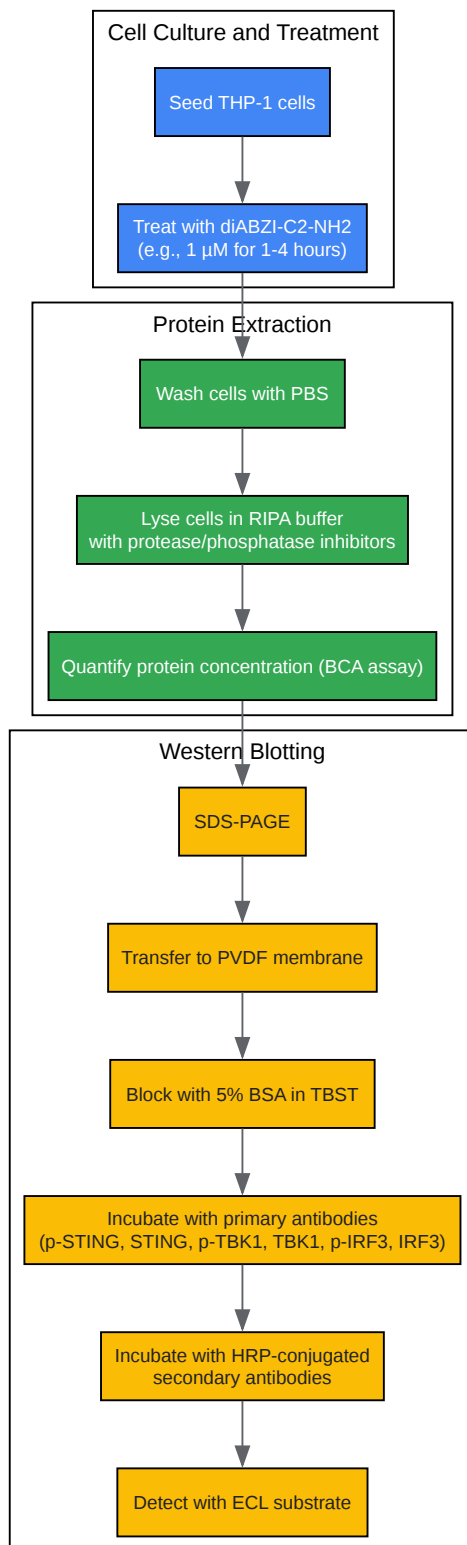 Cell Culture and Treatment
Seed THP-1 cells
Treat with diABZI-C2-NH2
(e.g., 1 µM for 1-4 hours)
Protein Extraction
Wash cells with PBS
Lyse cells in RIPA buffer
with protease/phosphatase inhibitors
Quantify protein concentration (BCA assay)
Western Blotting
SDS-PAGE
Transfer to PVDF membrane
Block with 5% BSA in TBST
Incubate with primary antibodies
(p-STING, STING, p-TBK1, TBK1, p-IRF3, IRF3)
Incubate with HRP-conjugated
secondary antibodies
Detect with ECL substrate